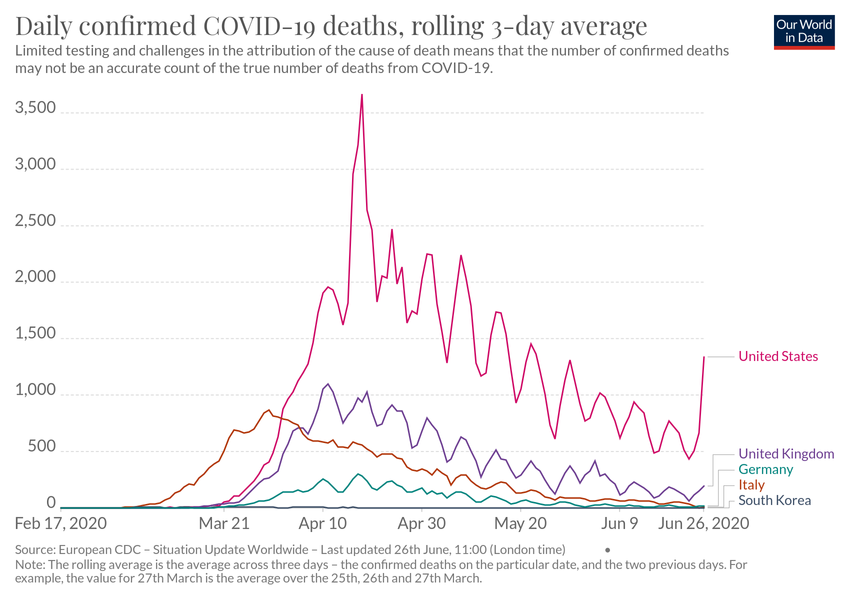 Daily confirmed COVID-19 deaths, rolling 3-day average
Our World
in Data
Limited testing and challenges in the attribution of the cause of death means that the number of confirmed deaths
may not be an accurate count of the true number of deaths from COVID-19.
3,500
3,000
2,500
2,000
1,500
1,000
500
0
United States
United Kingdom
Germany
Italy
South Korea
Feb 17, 2020
Mar 21
Apr 10
Apr 30
May 20
Jun 9
Jun 26, 2020
Source: European CDC – Situation Update Worldwide – Last updated 26th June, 11:00 (London time)
Note: The rolling average is the average across three days – the confirmed deaths on the particular date, and the two previous days. For
example, the value for 27th March is the average over the 25th, 26th and 27th March.